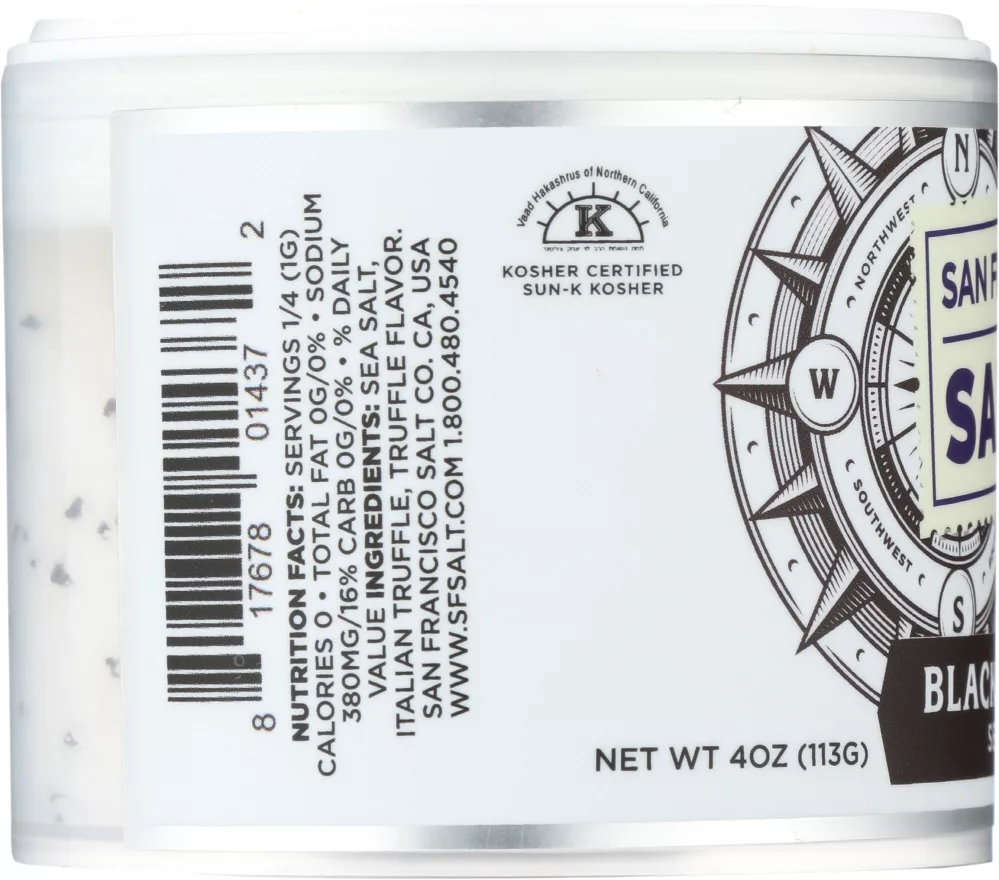 8 17678 01437 2
NUTRITION FACTS: SERVINGS 1/4 (1G)
CALORIES 0 • TOTAL FAT 0G/0% • SODIUM
380MG/16% CARB 0G/0% • % DAILY
VALUE INGREDIENTS: SEA SALT,
ITALIAN TRUFFLE, TRUFFLE FLAVOR.
SAN FRANCISCO SALT CO. CA, USA
WWW.SFSALT.COM 1.800.480.4540
Vaad Hakashrus of Northern California
K
KOSHER CERTIFIED
SUN-K KOSHER
N
NORTHWEST
W
SOUTHWEST
S
SAN F
SA
BLAC
S
NET WT 4OZ (113G)